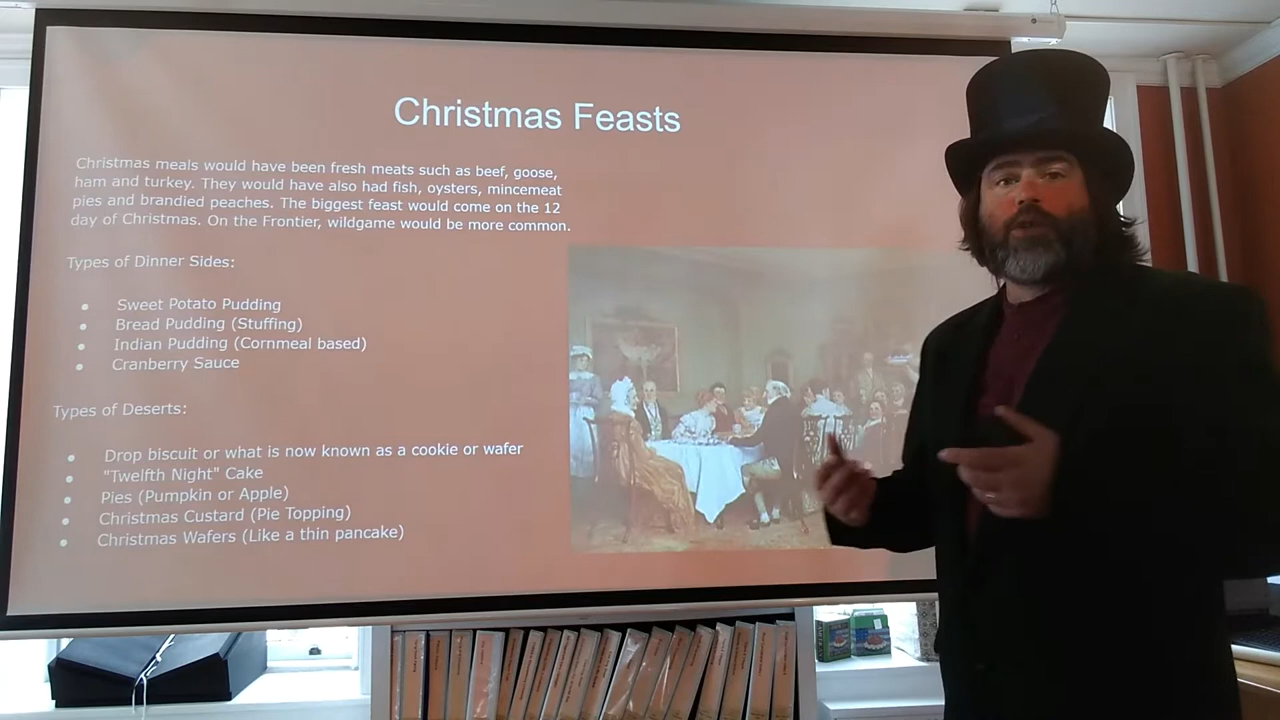 Christmas Feasts
Christmas meals would have been fresh meats such as beef, goose,
ham and turkey. They would have also had fish, oysters, mincemeat
pies and brandied peaches. The biggest feast would come on the 12
day of Christmas. On the Frontier, wildgame would be more common.
Types of Dinner Sides:
● Sweet Potato Pudding
● Bread Pudding (Stuffing)
● Indian Pudding (Cornmeal based)
● Cranberry Sauce
Types of Deserts:
● Drop biscuit or what is now known as a cookie or wafer
● "Twelfth Night" Cake
● Pies (Pumpkin or Apple)
● Christmas Custard (Pie Topping)
● Christmas Wafers (Like a thin pancake)